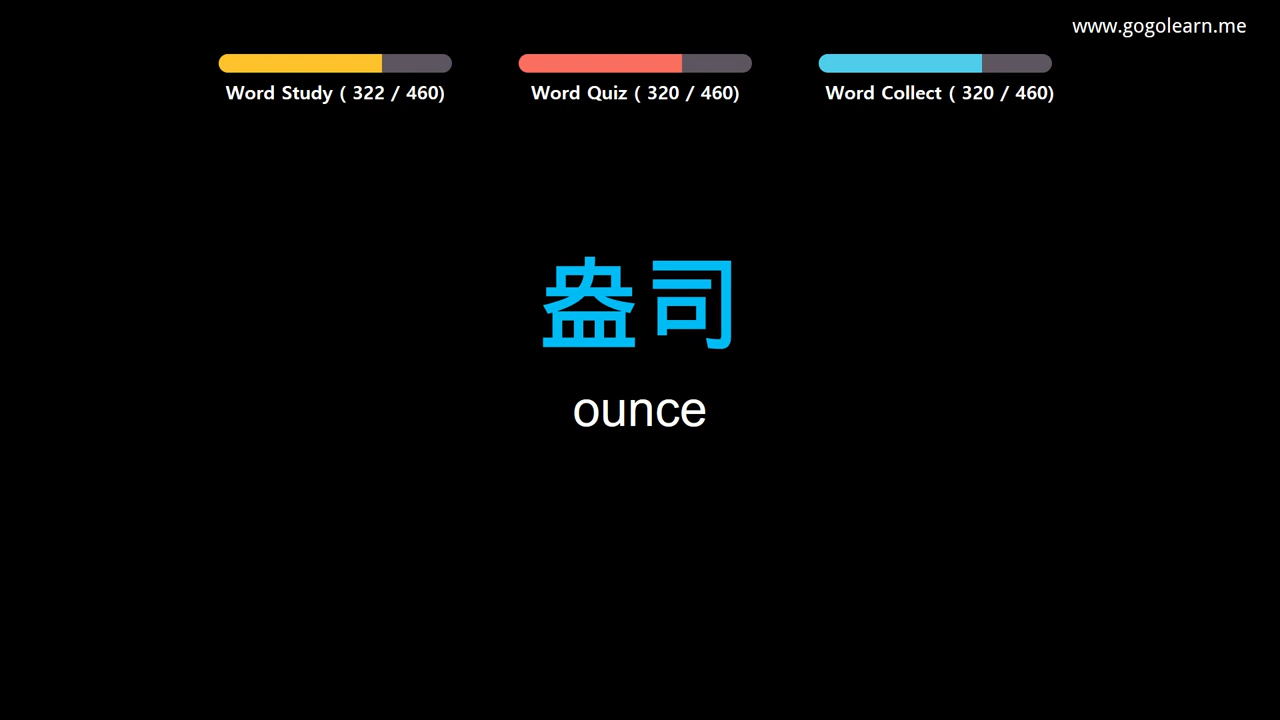 www.gogolearn.me
Word Study ( 322 / 460)
Word Quiz ( 320 / 460)
Word Collect ( 320 / 460)
盎司
ounce